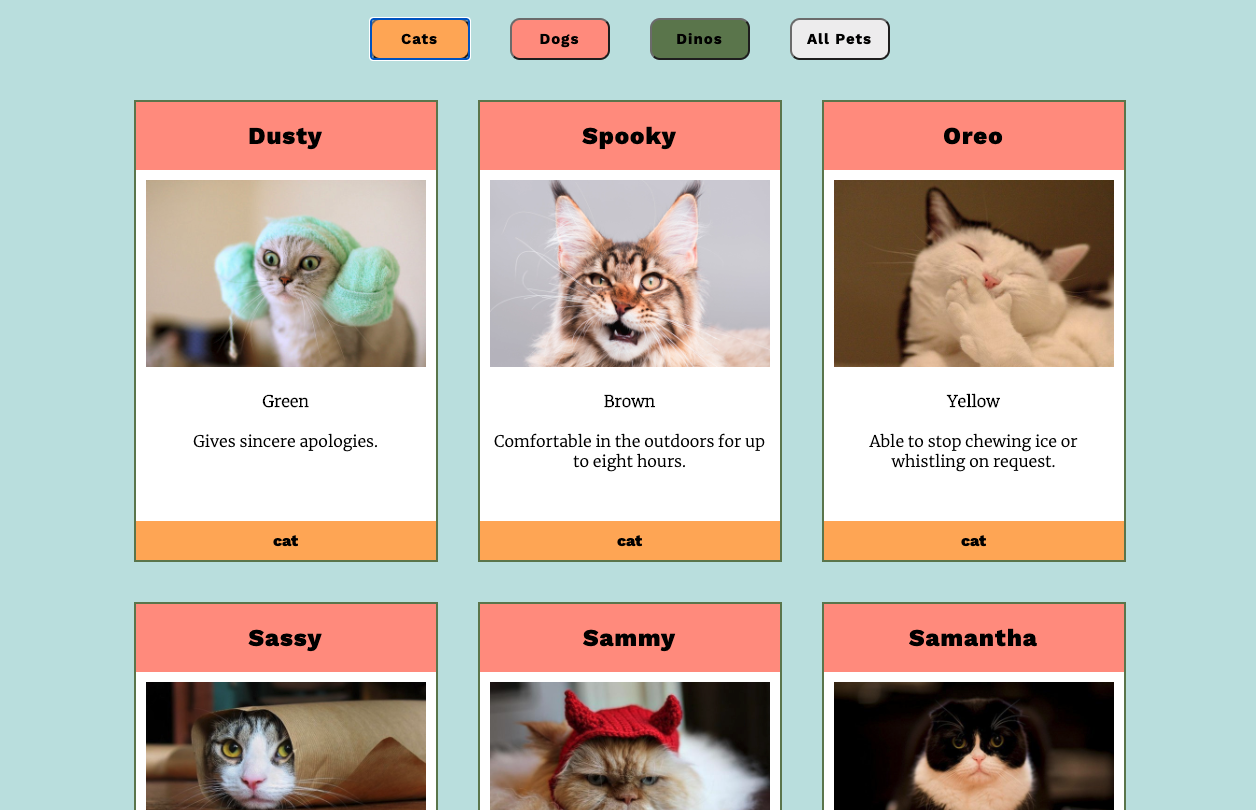 Cats
Dogs
Dinos
All Pets
Dusty
Green
Gives sincere apologies.
cat
Spooky
Brown
Comfortable in the outdoors for up
to eight hours.
cat
Oreo
Yellow
Able to stop chewing ice or
whistling on request.
cat
Sassy
Sammy
Samantha